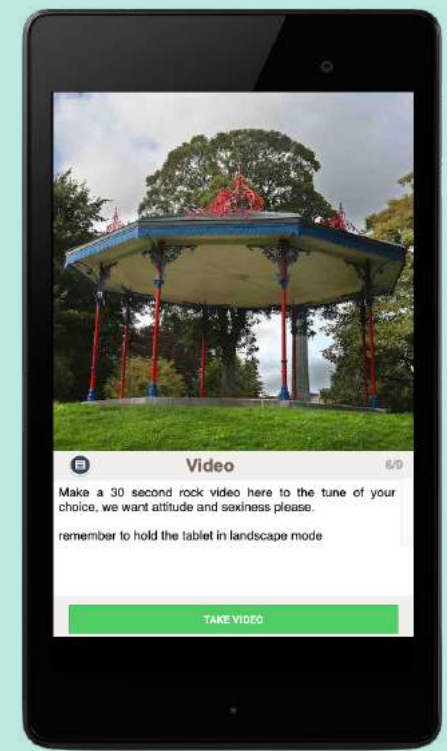 Video
6/9
Make a 30 second rock video here to the tune of your
choice, we want attitude and sexiness please.
remember to hold the tablet in landscape mode
TAKE VIDEO